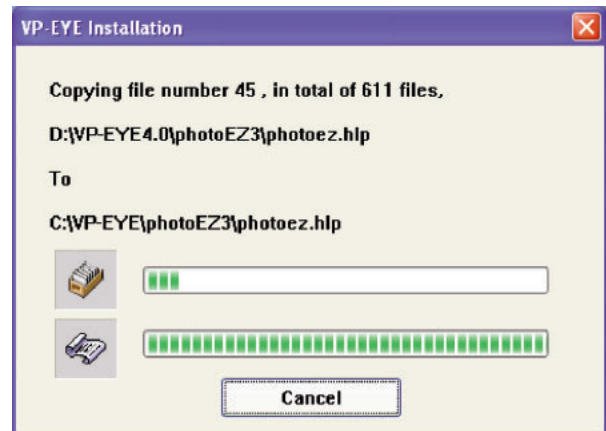 VP-EYE Installation
Copying file number 45 , in total of 611 files,
D:\VP-EYE4.0\photoEZ3\photoez.hlp
To
C:\VP-EYE\photoEZ3\photoez.hlp
Cancel